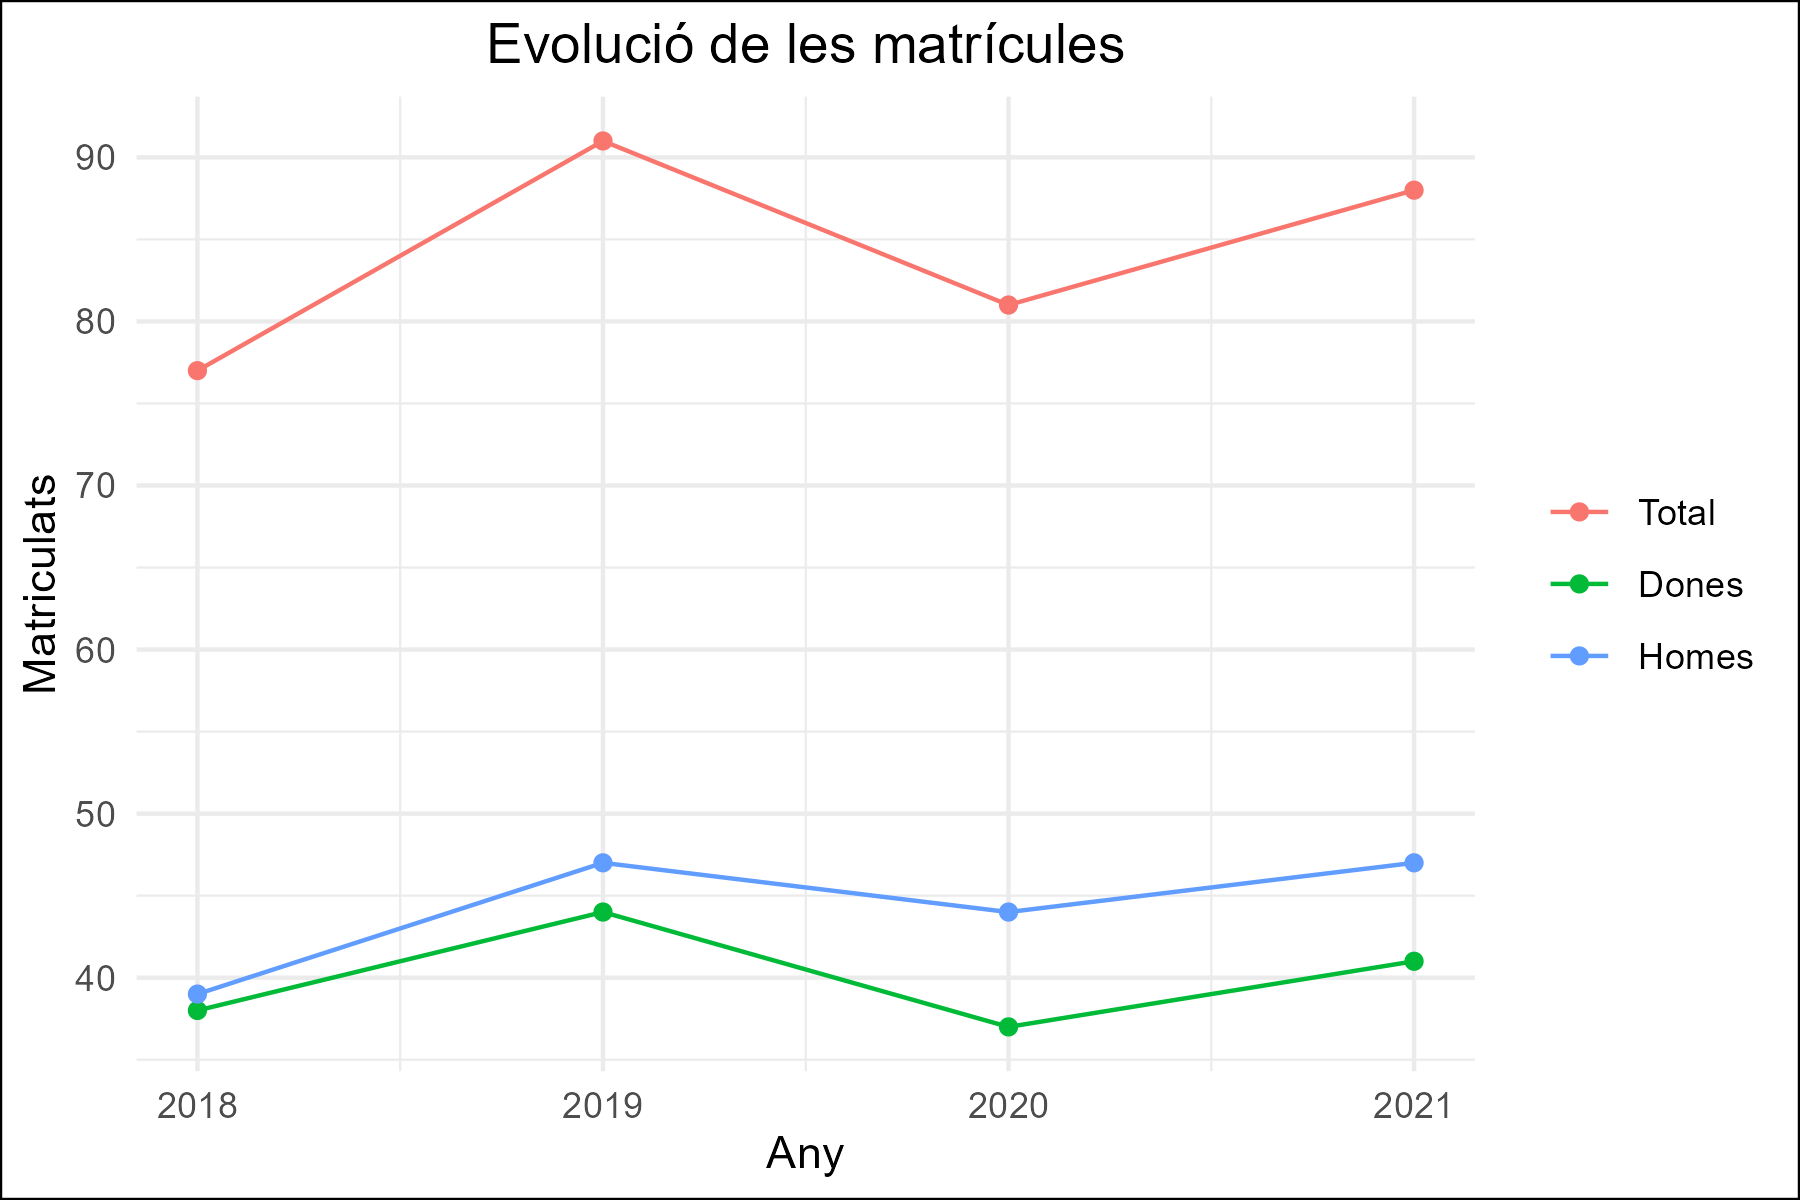 Evolució de les matrícules
Matriculats
90
80
70
60
50
40
2018
2019
2020
2021
Any
Total
Dones
Homes